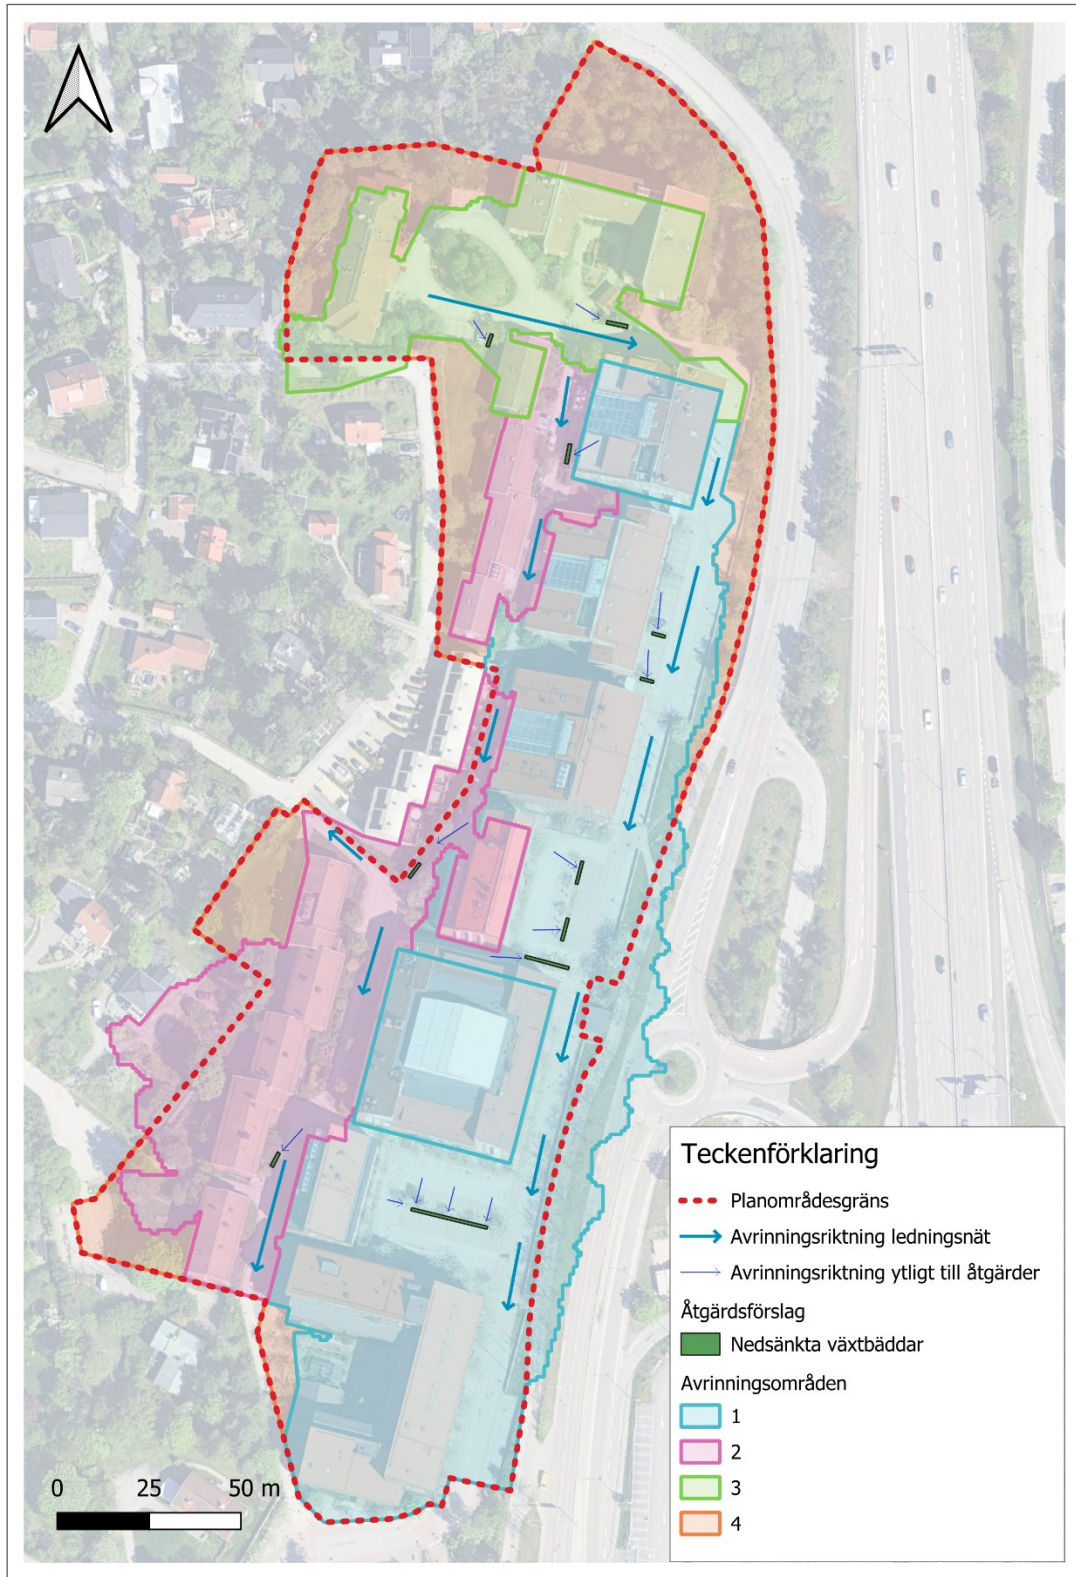 Teckenförklaring
Planområdesgräns
Avrinningsriktning ledningsnät
Avrinningsriktning ytligt till åtgärder
Åtgärdsförslag
Nedsänkta växtbäddar
Avrinningsområden
1
2
3
4
0 25 50 m